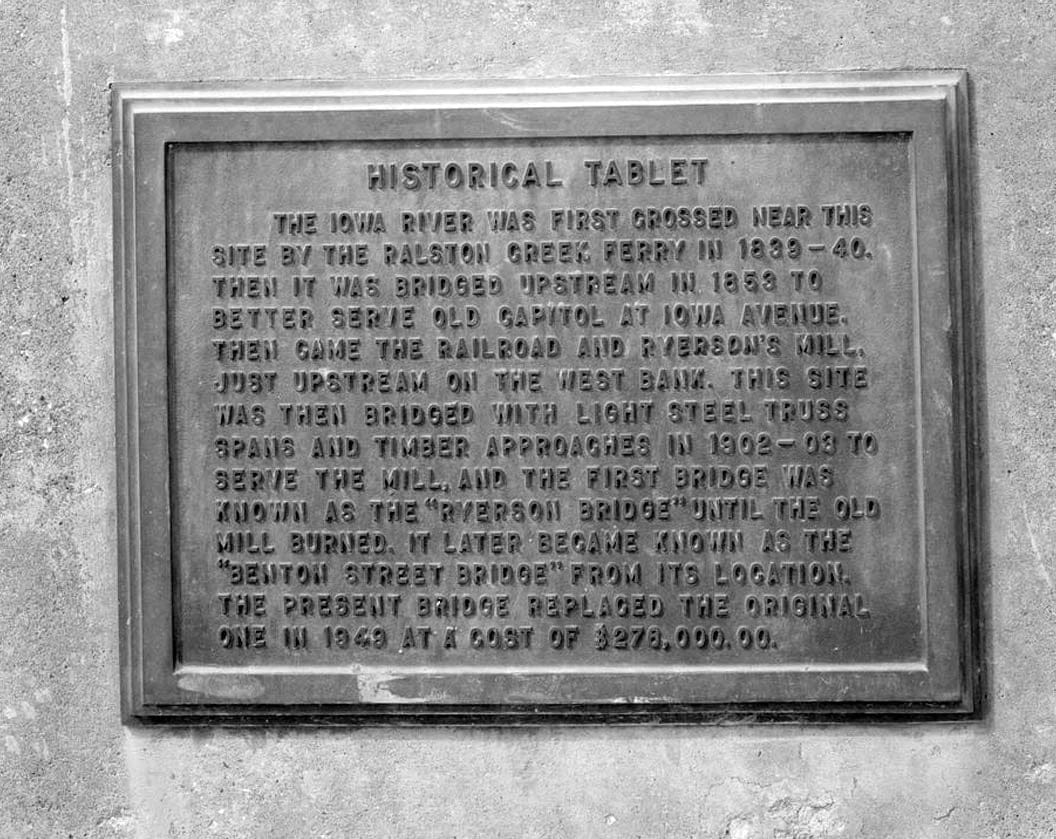 HISTORICAL TABLET
THE IOWA RIVER WAS FIRST CROSSED NEAR THIS
SITE BY THE RALSTON CREEK FERRY IN 1839-40.
THEN IT WAS BRIDGED UPSTREAM IN 1853 TO
BETTER SERVE OLD CAPITOL AT IOWA AVENUE.
THEN CAME THE RAILROAD AND RYERSON'S MILL,
JUST UPSTREAM ON THE WEST BANK. THIS SITE
WAS THEN BRIDGED WITH LIGHT STEEL TRUSS
SPANS AND TIMBER APPROACHES IN 1902-03 TO
SERVE THE MILL, AND THE FIRST BRIDGE WAS
KNOWN AS THE "RYERSON BRIDGE" UNTIL THE OLD
MILL BURNED. IT LATER BECAME KNOWN AS THE
"BENTON STREET BRIDGE" FROM ITS LOCATION.
THE PRESENT BRIDGE REPLACED THE ORIGINAL
ONE IN 1949 AT A COST OF $278,000.00.